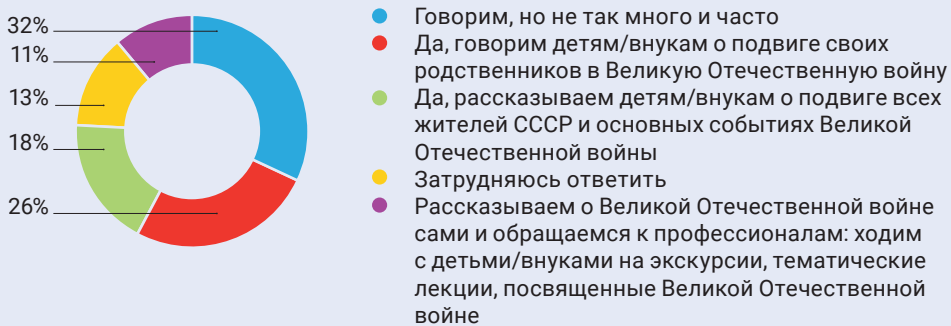 32%
11%
13%
18%
26%
Говорим, но не так много и часто
Да, говорим детям/внукам о подвиге своих
родственников в Великую Отечественную войну
Да, рассказываем детям/внукам о подвиге всех
жителей СССР и основных событиях Великой
Отечественной войны
Затрудняюсь ответить
Рассказываем о Великой Отечественной войне
сами и обращаемся к профессионалам: ходим
с детьми/внуками на экскурсии, тематические
лекции, посвященные Великой Отечественной
войне